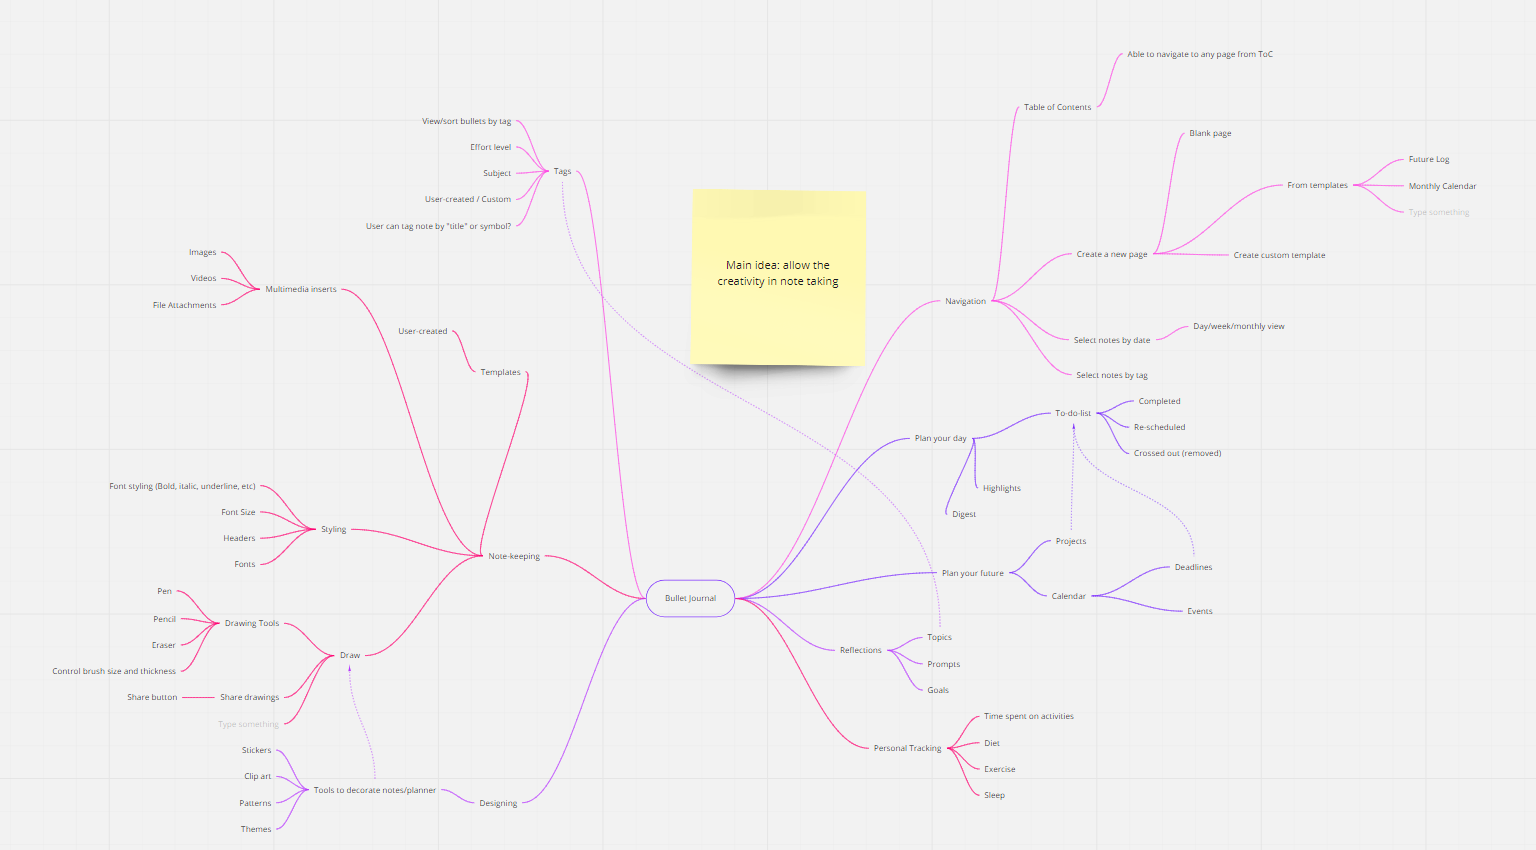 Able to navigate to any page from ToC
Table of Contents
View/sort bullets by tag
Effort level
Subject
User-created / Custom
User can tag note by "title" or symbol?
Tags
Blank page
From templates
Future Log
Monthly Calendar
Type something
Create a new page
Create custom template
Main idea: allow the
creativity in note taking
Images
Videos
File Attachments
Multimedia inserts
Navigation
User-created
Templates
Select notes by date
Day/week/monthly view
Select notes by tag
Plan your day
To-do-list
Completed
Re-scheduled
Crossed out (removed)
Highlights
Digest
Font styling (Bold, italic, underline, etc)
Font Size
Headers
Fonts
Styling
Note-keeping
Projects
Plan your future
Calendar
Deadlines
Events
Bullet Journal
Pen
Pencil
Eraser
Control brush size and thickness
Drawing Tools
Draw
Share button
Share drawings
Type something
Reflections
Topics
Prompts
Goals
Personal Tracking
Time spent on activities
Diet
Exercise
Sleep
Stickers
Clip art
Patterns
Themes
Tools to decorate notes/planner
Designing